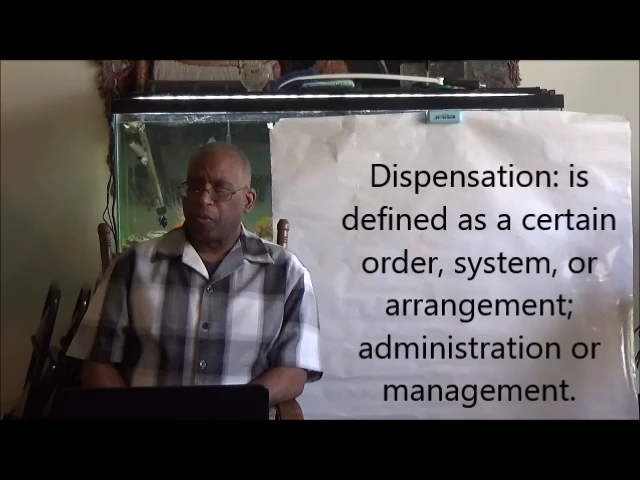 Dispensation: is
defined as a certain
order, system, or
arrangement;
administration or
management.